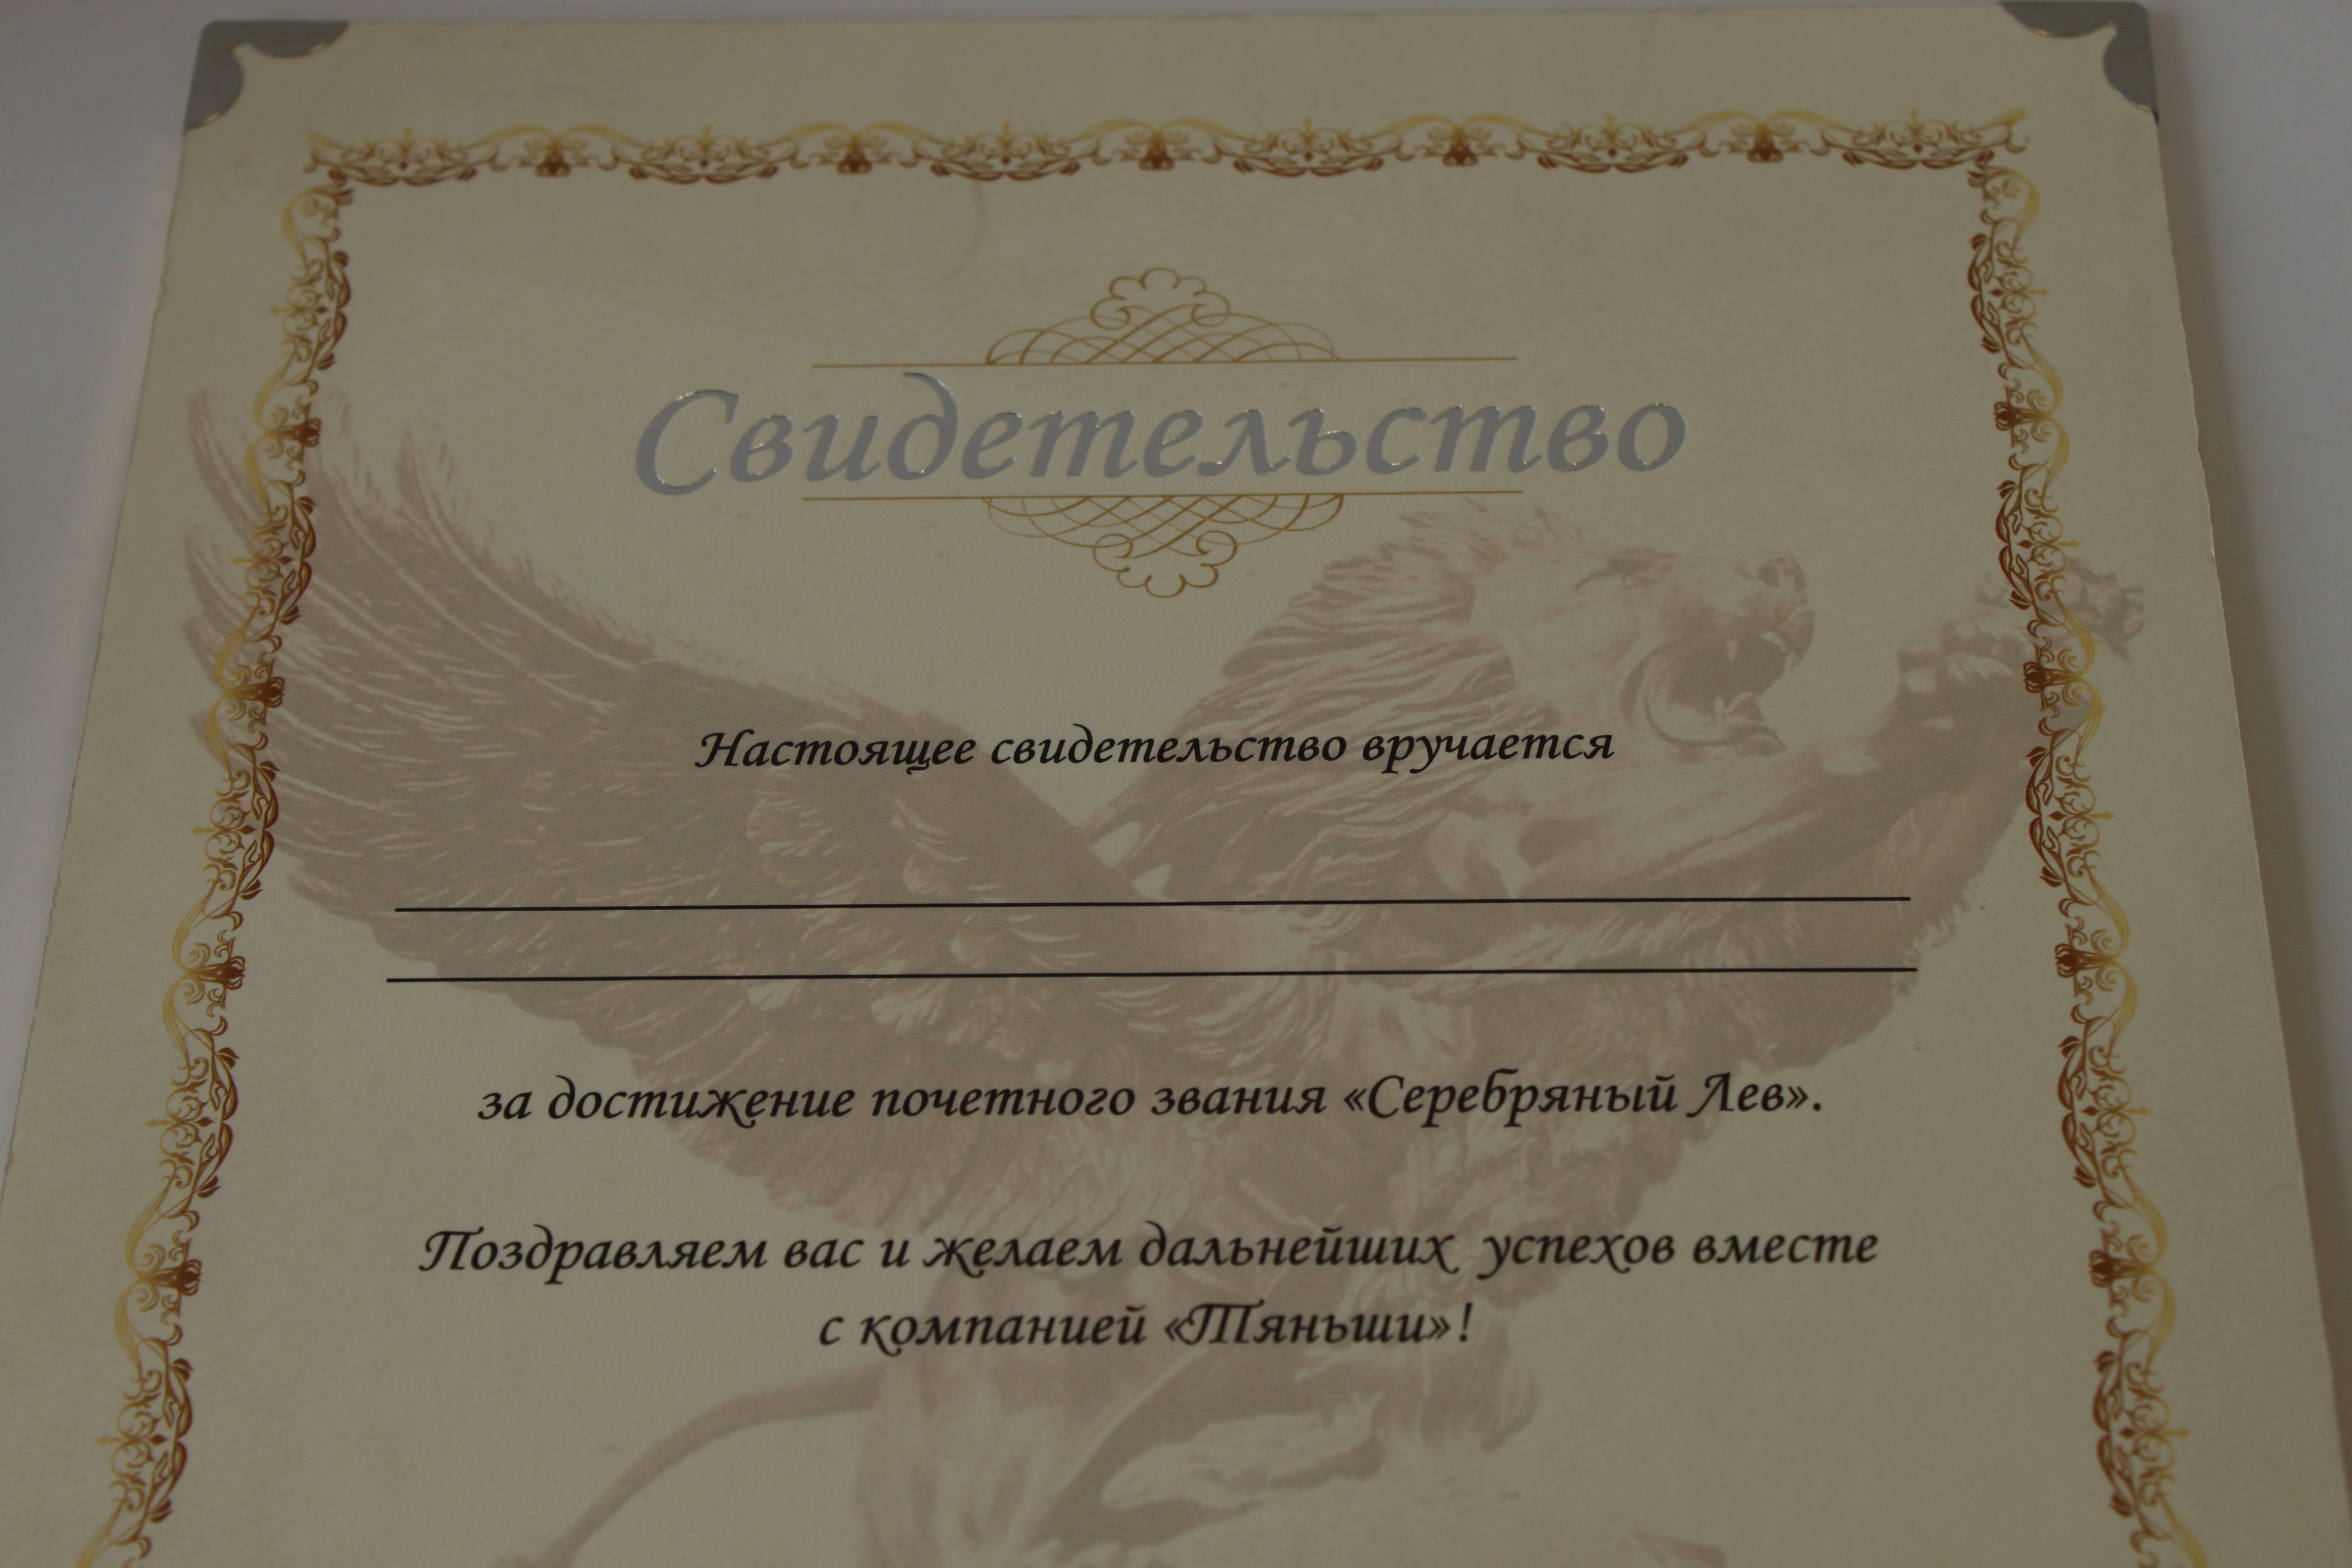 Свидетельство
Настоящее свидетельство вручается
за достижение почетного звания «Серебряный Лев».
Поздравляем вас и желаем дальнейших успехов вместе
с компанией «Тяньши»!